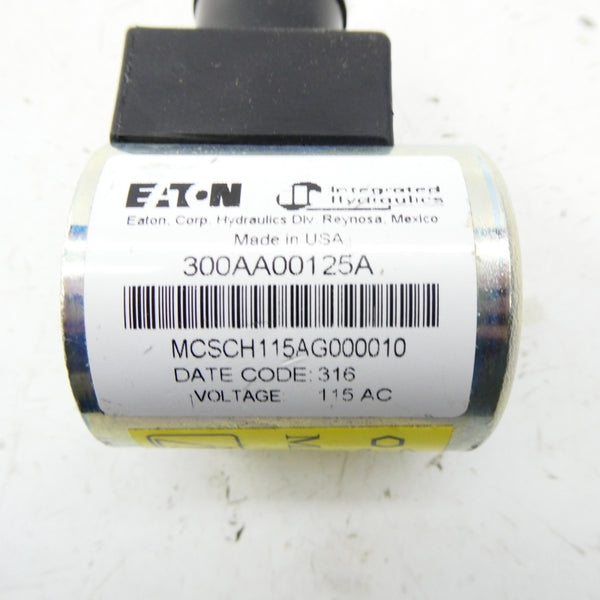 EATON Integrated Hydraulics
Eaton, Corp. Hydraulics Div. Reynosa, Mexico
Made in USA
300AA00125A
MCSCH115AG000010
DATE CODE: 316
VOLTAGE: 115 AC